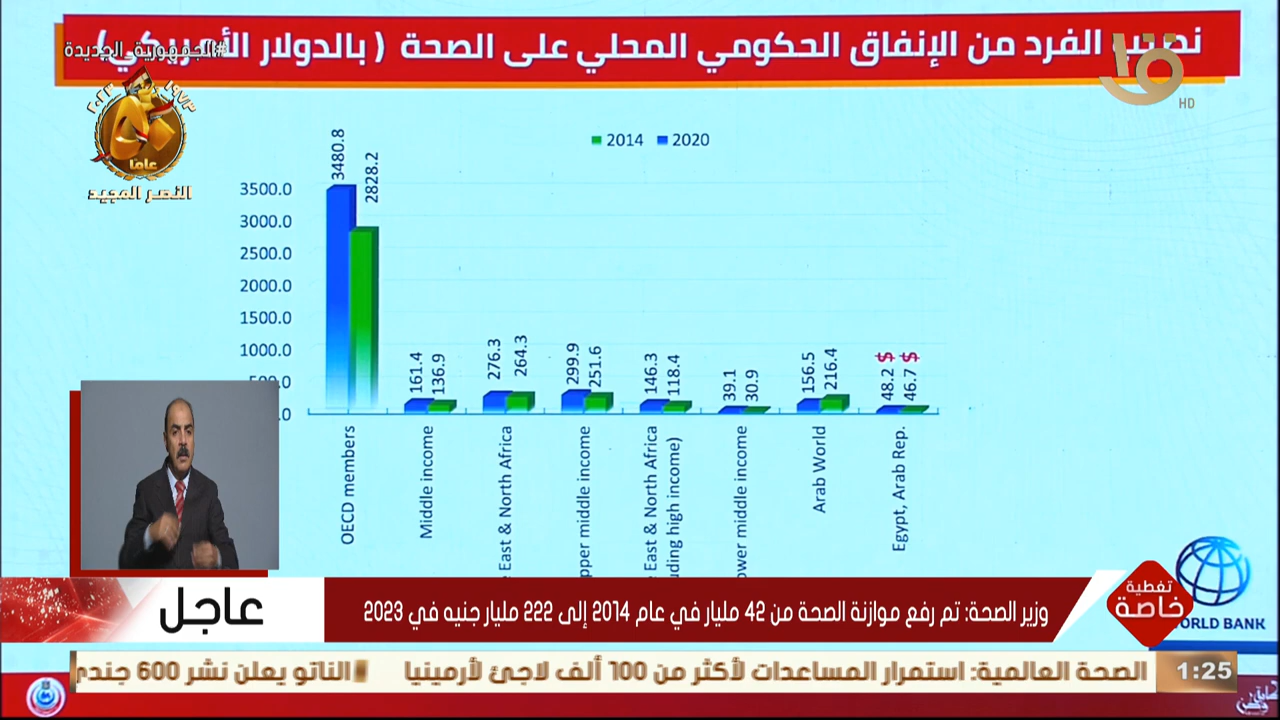 نصيب الفرد من الإنفاق الحكومي المحلي على الصحة (بالدولار الأمريكي)
#الجمهورية_الجديدة
HD
١٩٧٣
٢٠٢٣
٥٠
عاماً
النصر المجيد
2014 2020
3500.0
3000.0
2500.0
2000.0
1500.0
1000.0
3480.8
2828.2
161.4
136.9
276.3
264.3
299.9
251.6
146.3
118.4
39.1
30.9
156.5
216.4
48.2 $
46.7 $
OECD members
Middle income
East & North Africa
pper middle income
East & North Africa
uding high income)
ower middle income
Arab World
Egypt, Arab Rep.
ORLD BANK
تغطية
خاصة
عاجل
وزير الصحة: تم رفع موازنة الصحة من 42 مليار في عام 2014 إلى 222 مليار جنيه في 2023
1:25
الصحة العالمية: استمرار المساعدات لأكثر من 100 ألف لاجئ لأرمينيا
الناتو يعلن نشر 600 جندم